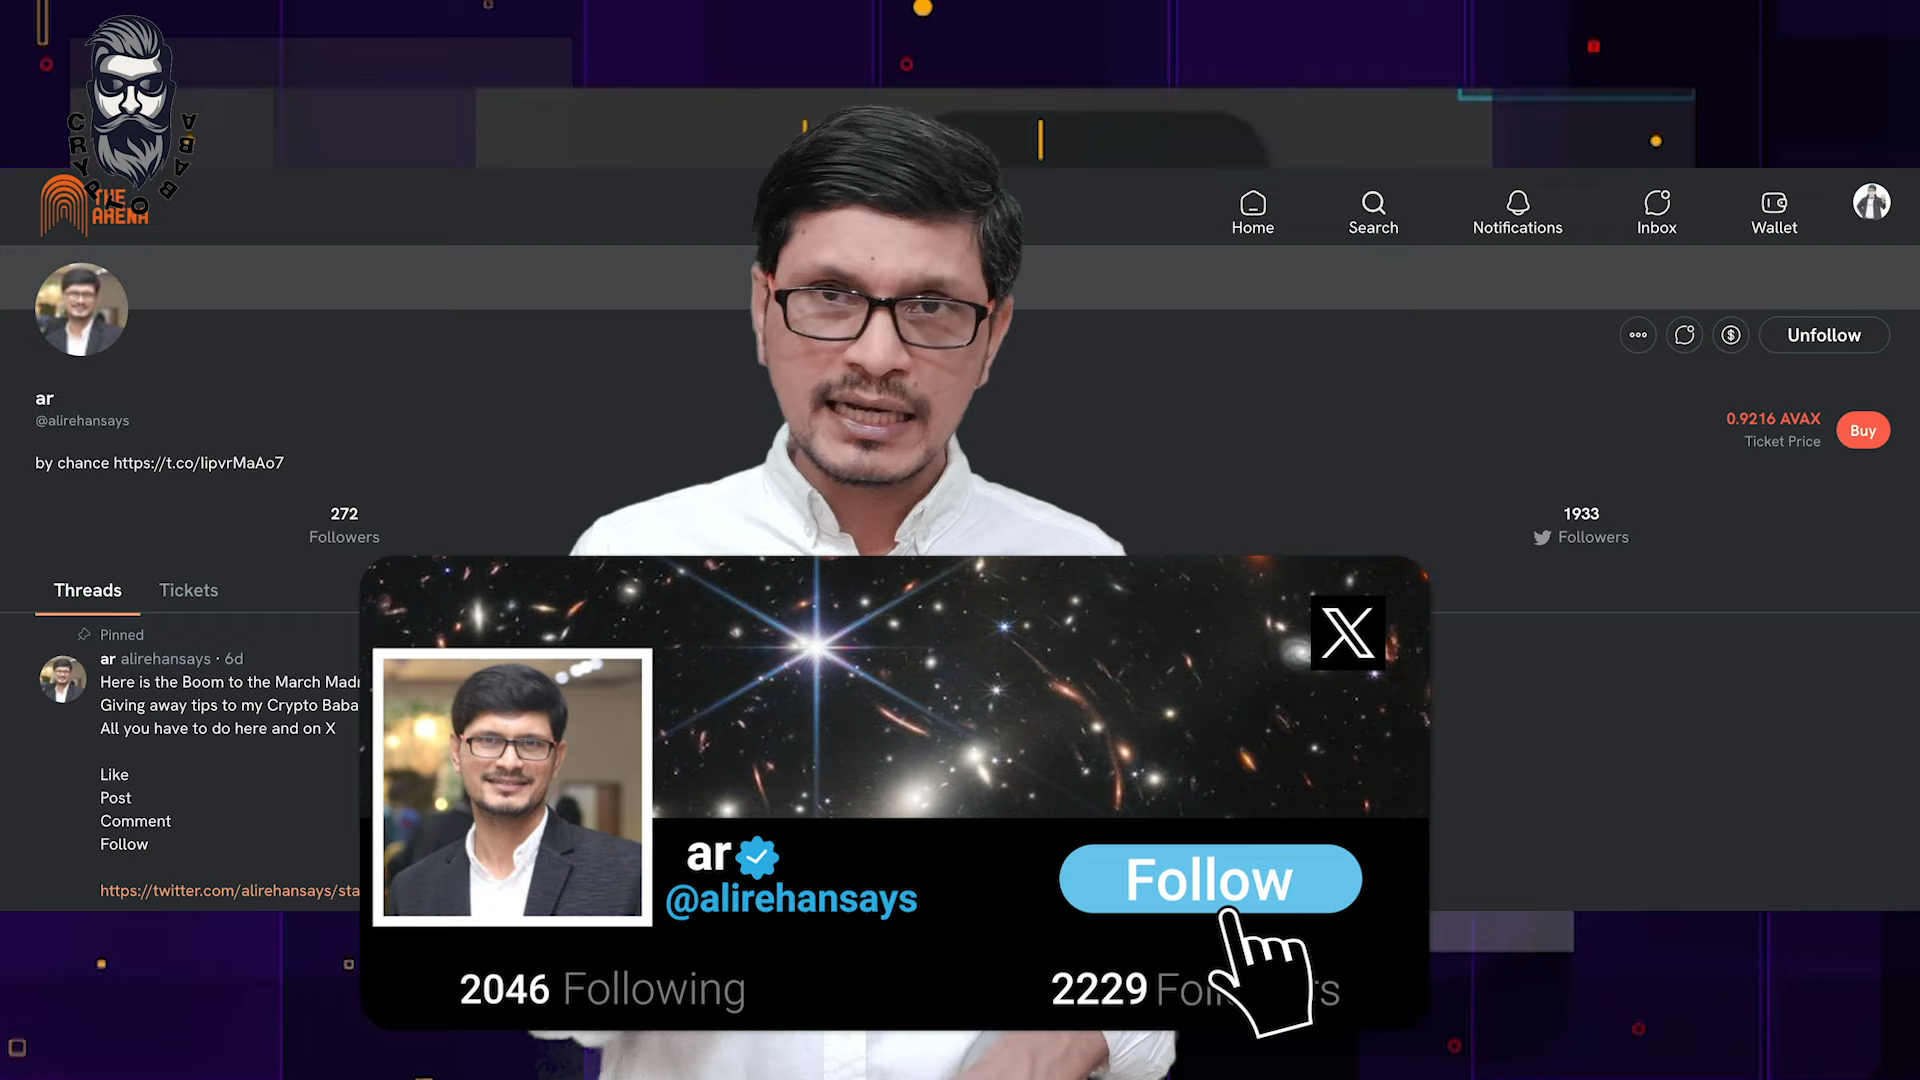 CRYPTO BABA
THE
ARENA
Home
Search
Notifications
Inbox
Wallet
Unfollow
ar
@alirehansays
0.9216 AVAX
Ticket Price
Buy
by chance https://t.co/lipvrMaAo7
272
Followers
1933
Followers
Threads
Tickets
Pinned
ar alirehansays · 6d
Here is the Boom to the March
Giving away tips to my Crypto Baba
All you have to do here and on X
Like
Post
Comment
Follow
https://twitter.com/alirehansays/sta
X
ar
@alirehansays
Follow
2046 Following
2229